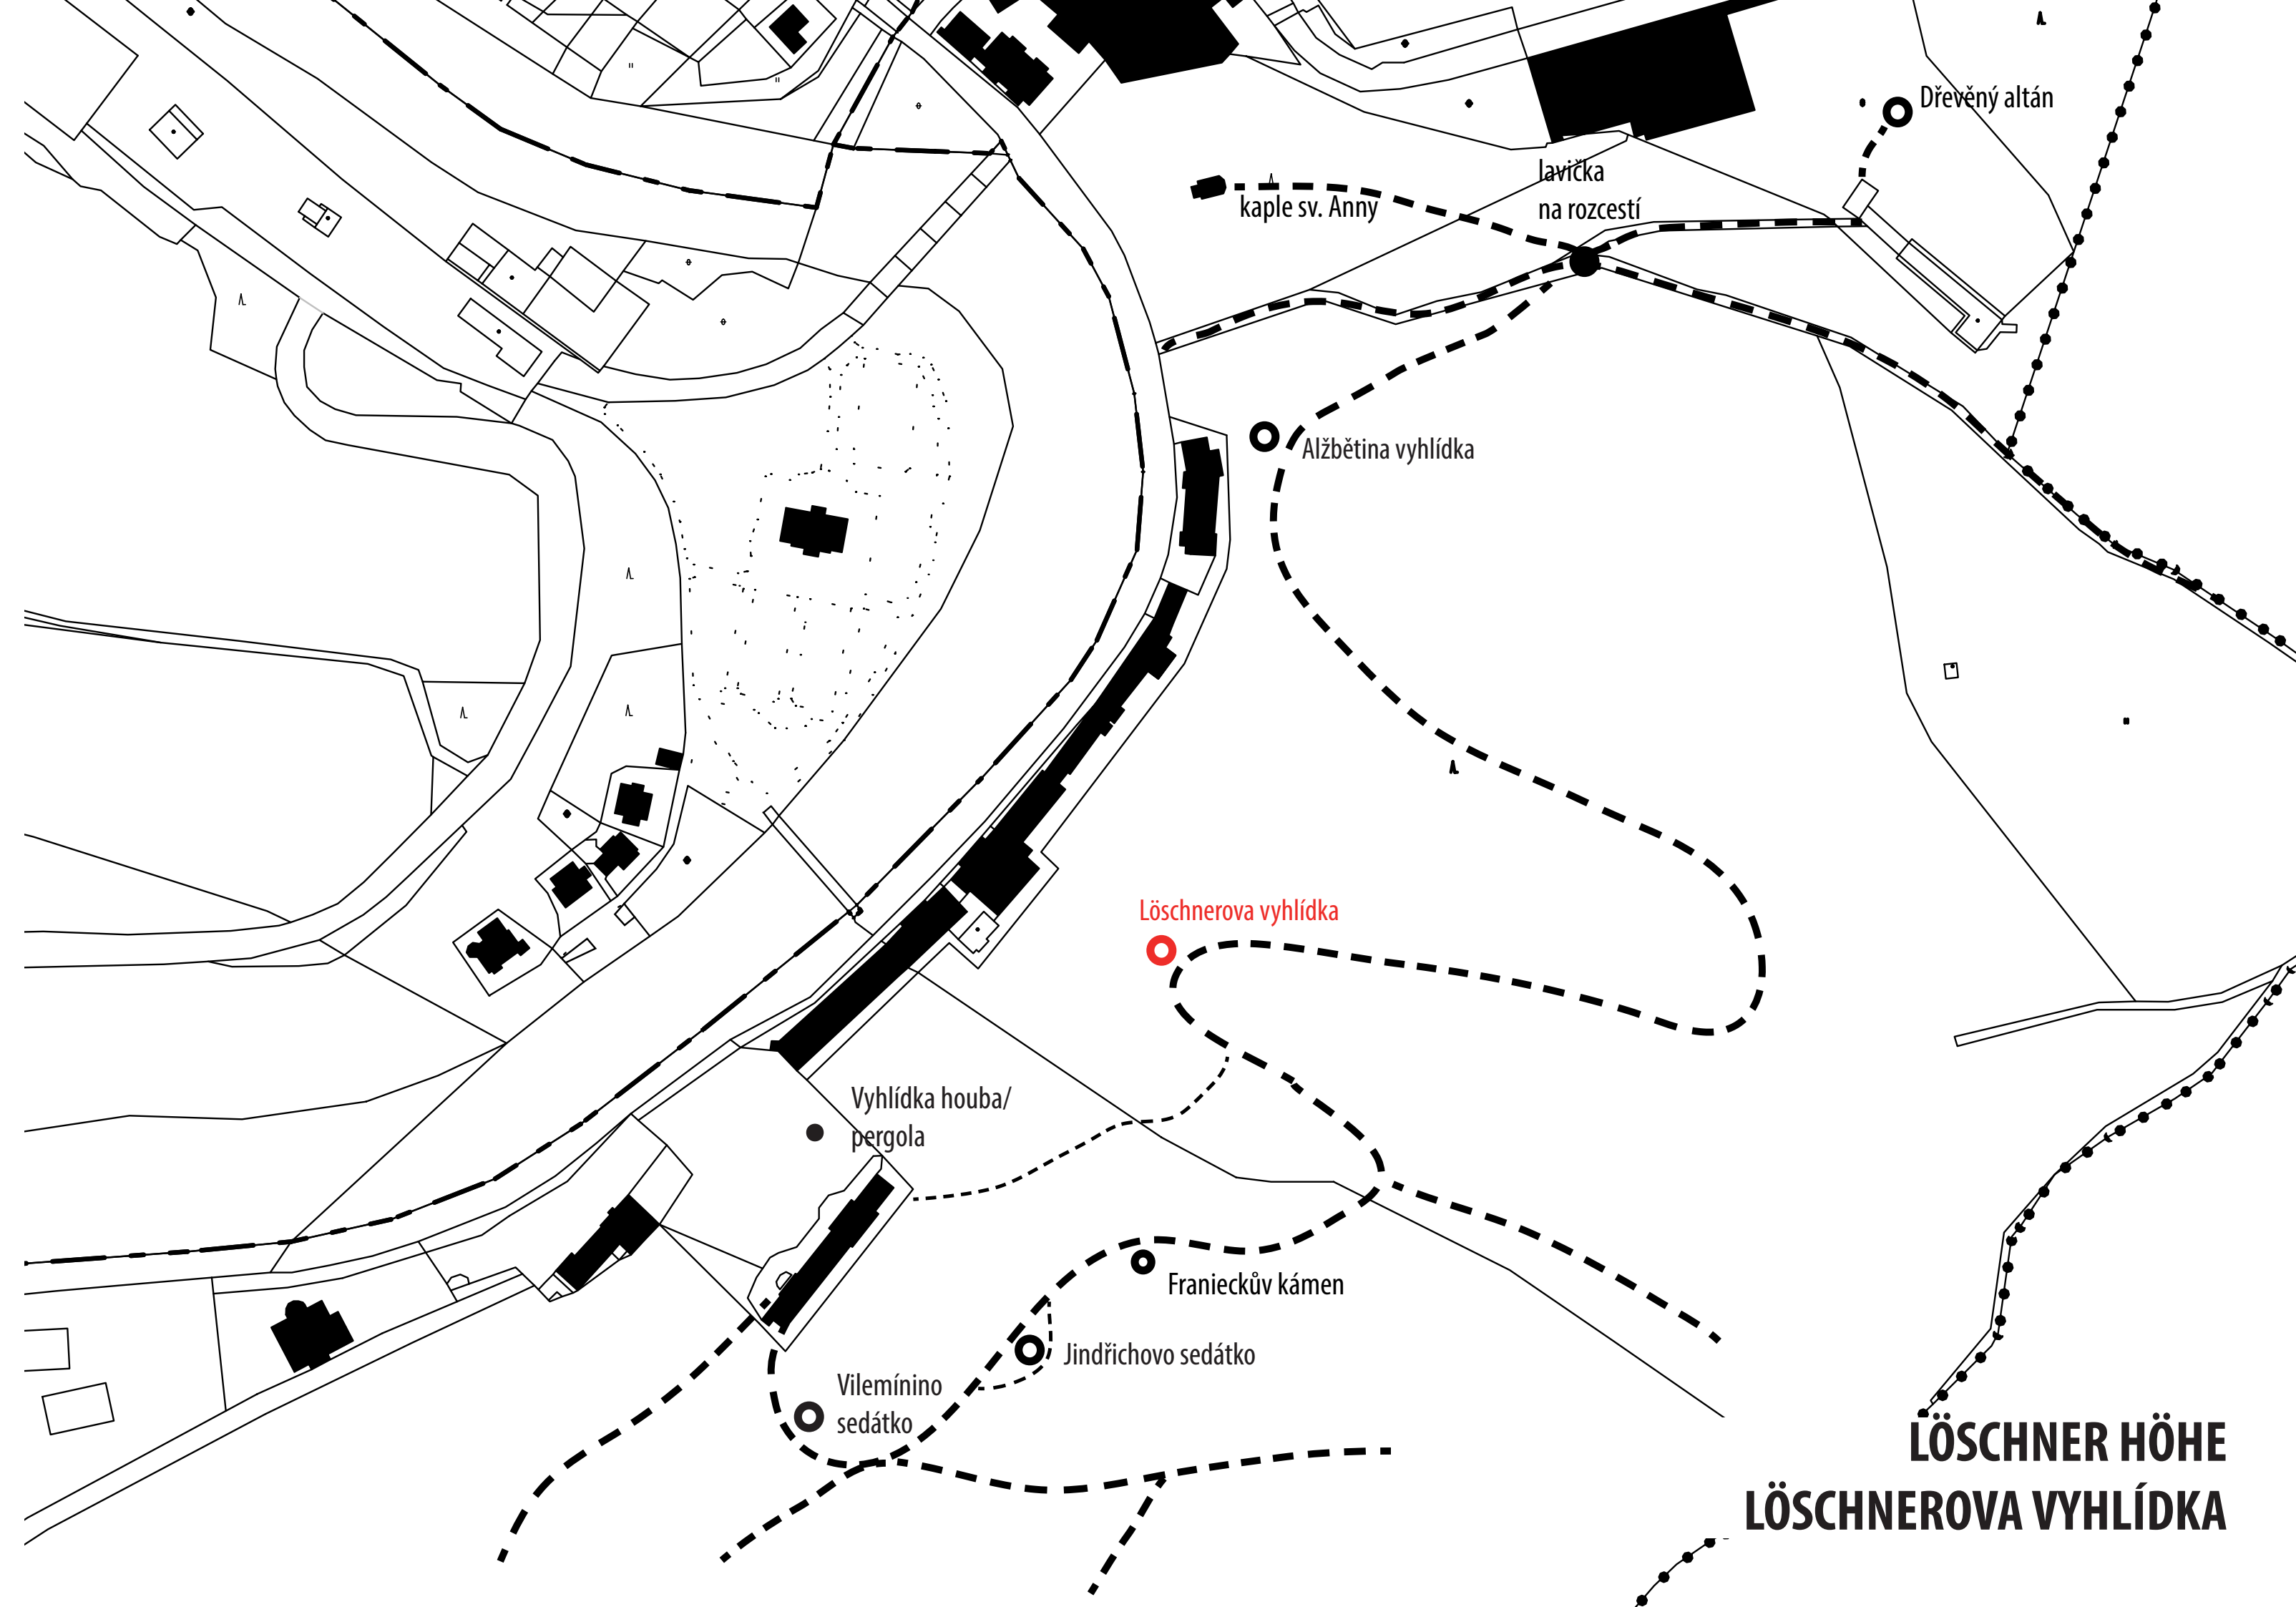 Dřevěný altán
lavička
na rozcestí
kaple sv. Anny
Alžbětina vyhlídka
Löschnerova vyhlídka
Vyhlídka houba/
pergola
Franieckův kámen
Jindřichovo sedátko
Vilemínino
sedátko
LÖSCHNER HÖHE
LÖSCHNEROVA VYHLÍDKA